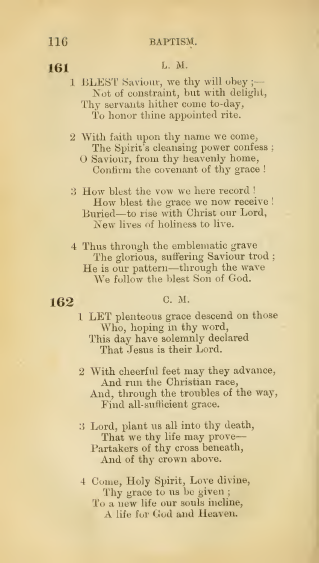 116 BAPTISM.
161 L. M.
1 BLEST Saviour, we thy will obey ;—
Not of constraint, but with delight,
Thy servants hither come to-day,
To honor thine appointed rite.
2 With faith upon thy name we come,
The Spirit's cleansing power confess ;
O Saviour, from thy heavenly home,
Confirm the covenant of thy grace !
3 How blest the vow we here record !
How blest the grace we now receive !
Buried—to rise with Christ our Lord,
New lives of holiness to live.
4 Thus through the emblematic grave
The glorious, suffering Saviour trod ;
He is our pattern—through the wave
We follow the blest Son of God.
162 C. M.
1 LET plenteous grace descend on those
Who, hoping in thy word,
This day have solemnly declared
That Jesus is their Lord.
2 With cheerful feet may they advance,
And run the Christian race,
And, through the troubles of the way,
Find all-sufficient grace.
3 Lord, plant us all into thy death,
That we thy life may prove—
Partakers of thy cross beneath,
And of thy crown above.
4 Come, Holy Spirit, Love divine,
Thy grace to us be given ;
To a new life our souls incline,
A life for God and Heaven.